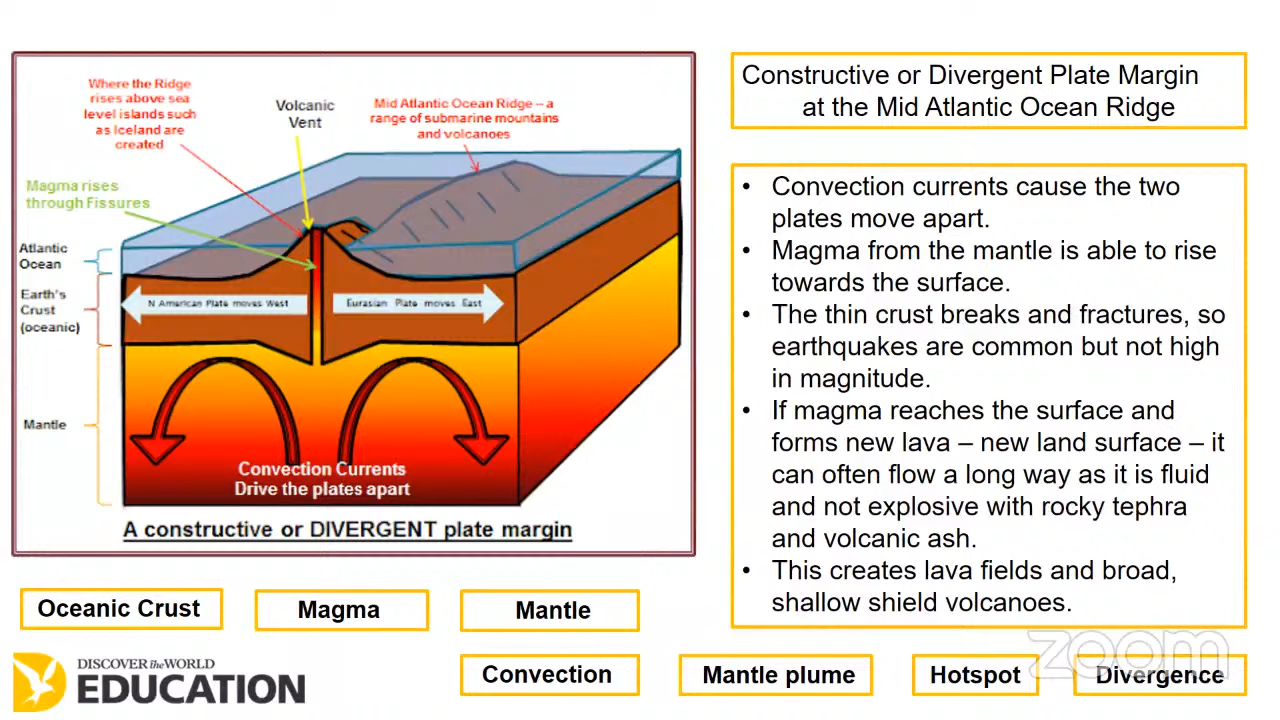 Where the Ridge
rises above sea
level islands such
as Iceland are
created
Volcanic
Vent
Mid Atlantic Ocean Ridge – a
range of submarine mountains
and volcanoes
Magma rises
through Fissures
Atlantic
Ocean
Earth's
Crust
(oceanic)
Mantle
N American Plate moves West
Eurasian Plate moves East
Convection Currents
Drive the plates apart
A constructive or DIVERGENT plate margin
Constructive or Divergent Plate Margin
at the Mid Atlantic Ocean Ridge
• Convection currents cause the two
plates move apart.
• Magma from the mantle is able to rise
towards the surface.
• The thin crust breaks and fractures, so
earthquakes are common but not high
in magnitude.
• If magma reaches the surface and
forms new lava – new land surface – it
can often flow a long way as it is fluid
and not explosive with rocky tephra
and volcanic ash.
• This creates lava fields and broad,
shallow shield volcanoes.
Oceanic Crust
Magma
Mantle
Convection
Mantle plume
Hotspot
Divergence
DISCOVER the WORLD
EDUCATION
zoom